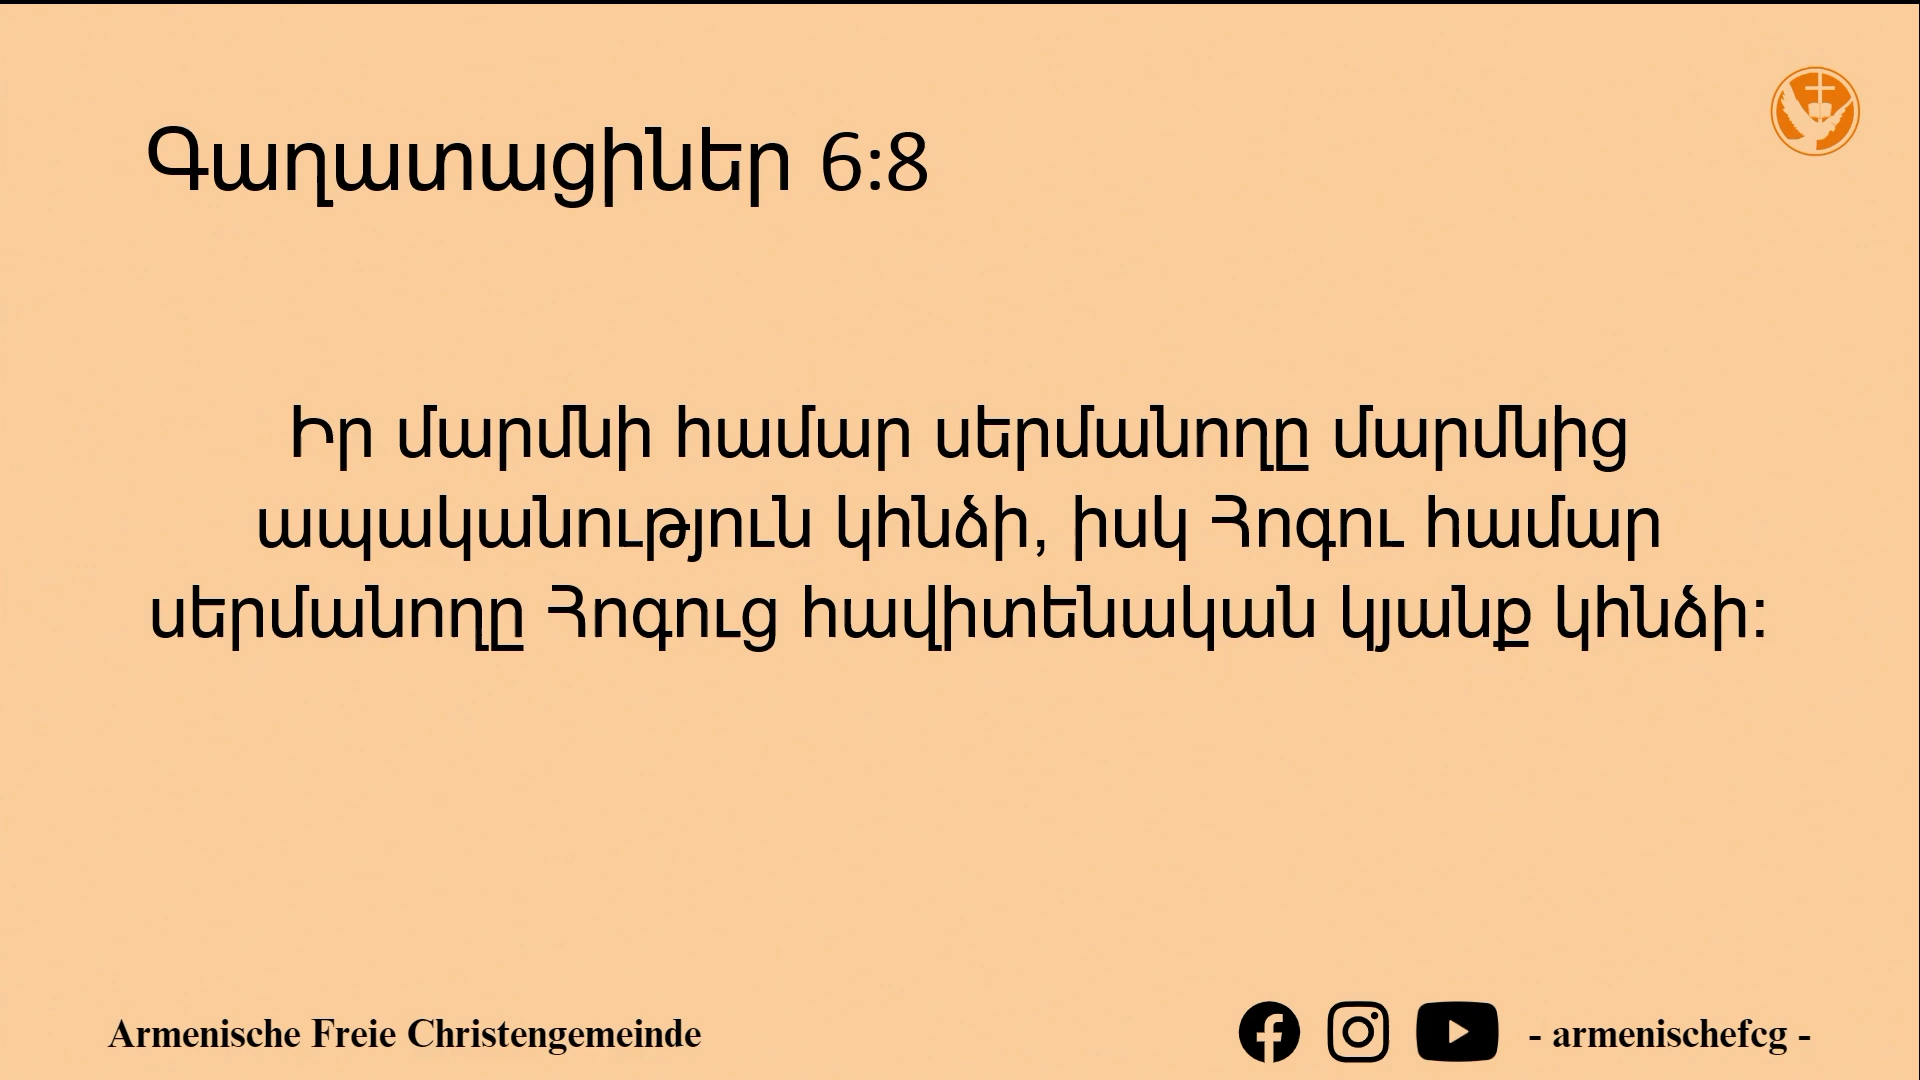 Գաղատացիներ 6:8
Իր մարմնի համար սերմանողը մարմնից
ապականություն կհնձի, իսկ Հոգու համար
սերմանողը Հոգուց հավիտենական կյանք կհնձի:
Armenische Freie Christengemeinde
- armenischefcg -